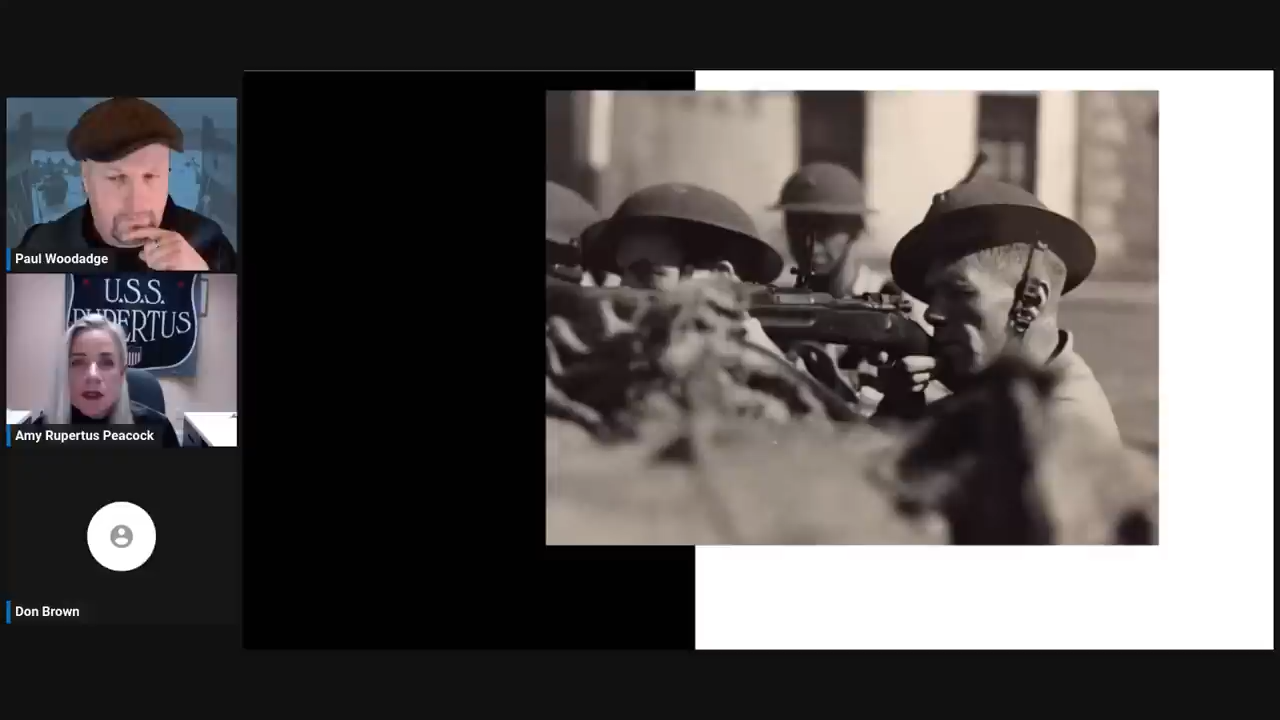 Paul Woodadge
U.S.S.
RUPERTUS
Amy Rupertus Peacock
Don Brown